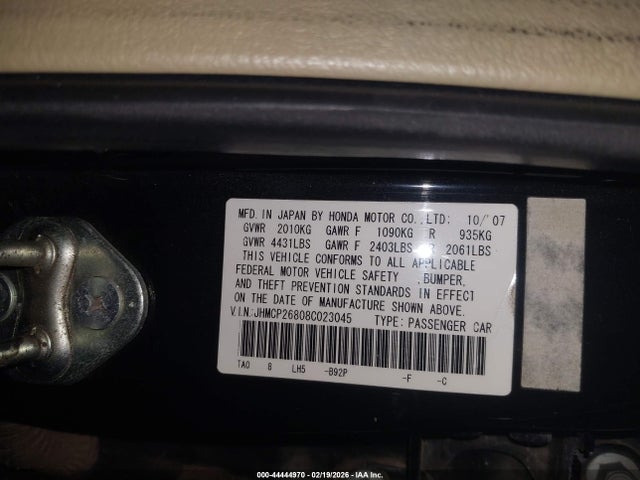 MFD. IN JAPAN BY HONDA MOTOR CO., LTD: 10/'07
GVWR 2010KG GAWR F 1090KG R 935KG
GVWR 4431LBS GAWR F 2403LBS R 2061LBS
THIS VEHICLE CONFORMS TO ALL APPLICABLE
FEDERAL MOTOR VEHICLE SAFETY , BUMPER,
AND THEFT PREVENTION STANDARDS IN EFFECT
ON THE DATE OF MANUFACTURE SHOWN ABOVE.
V.I.N:JHMCP26808C023045 TYPE: PASSENGER CAR
TA0 8 LH5 -B92P -F -C
000-44444970 - 02/19/2026 - IAA Inc.